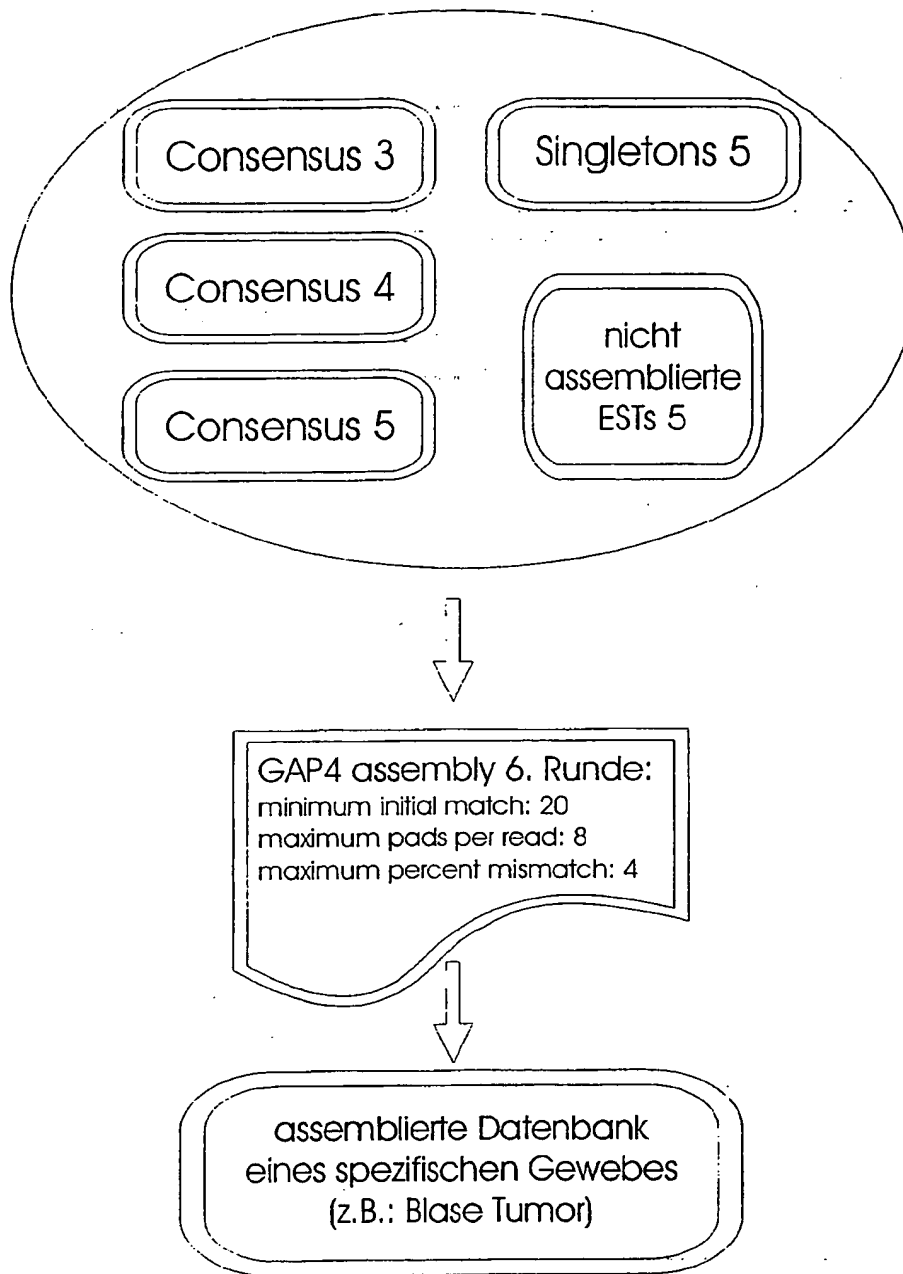 Consensus 3
Singletons 5
Consensus 4
nicht
assemblierte
ESTs 5
Consensus 5
GAP4 assembly 6. Runde:
minimum initial match: 20
maximum pads per read: 8
maximum percent mismatch: 4
assemblierte Datenbank
eines spezifischen Gewebes
(z.B.: Blase Tumor)